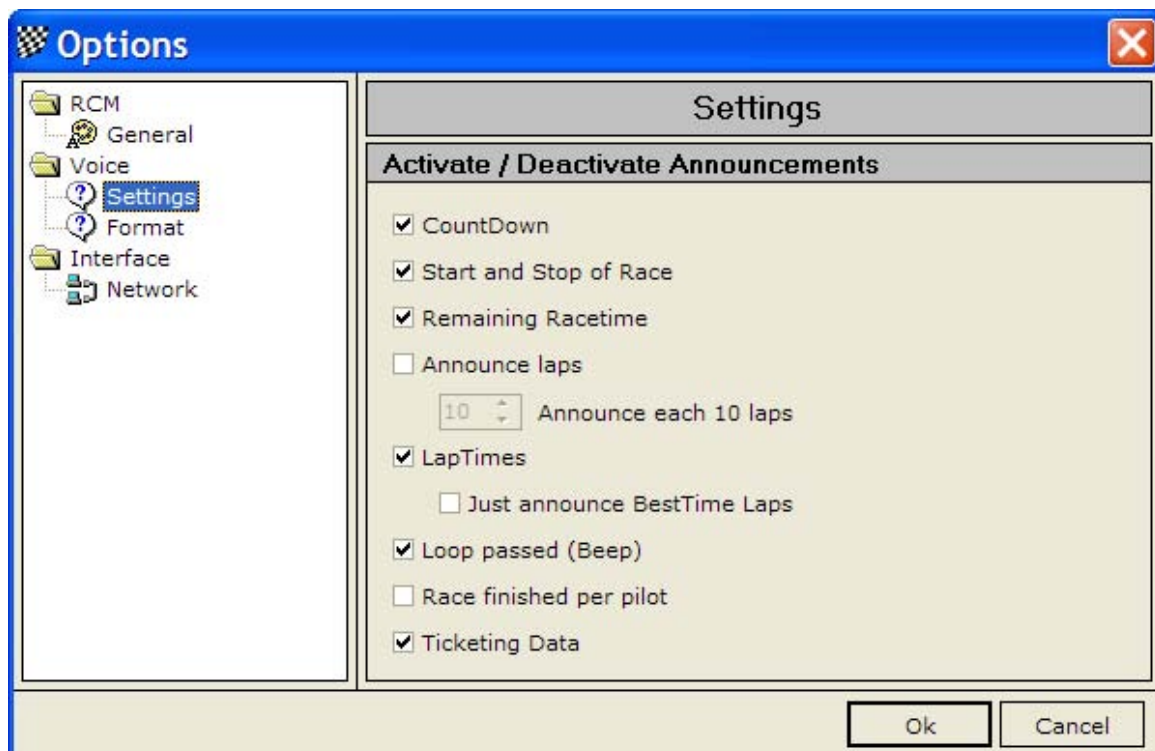 Options
RCM
General
Voice
Settings
Format
Interface
Network
Settings
Activate / Deactivate Announcements
CountDown
Start and Stop of Race
Remaining Racetime
Announce laps
10 Announce each 10 laps
LapTimes
Just announce BestTime Laps
Loop passed (Beep)
Race finished per pilot
Ticketing Data
Ok Cancel